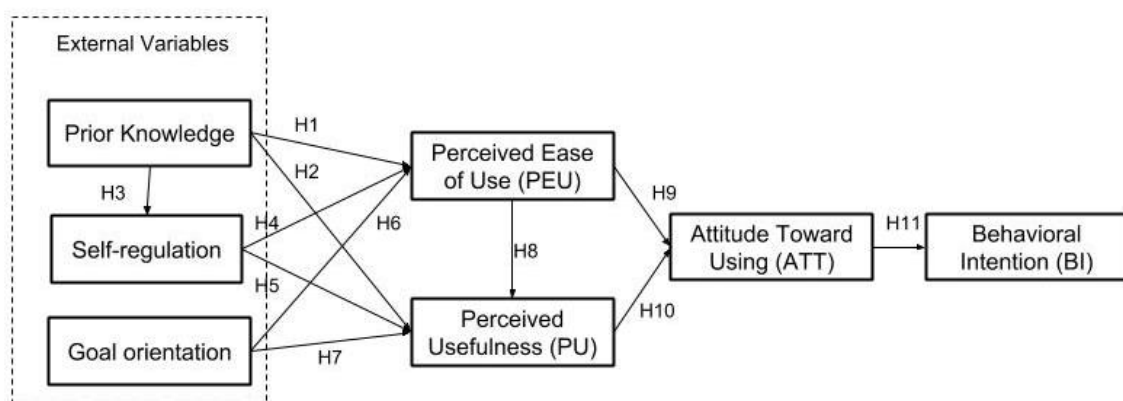 External Variables
Prior Knowledge
H1
H2
H3
Perceived Ease
of Use (PEU)
H9
H4
H6
Self-regulation
H8
Attitude Toward
Using (ATT)
H11
Behavioral
Intention (BI)
H5
H10
Goal orientation
H7
Perceived
Usefulness (PU)